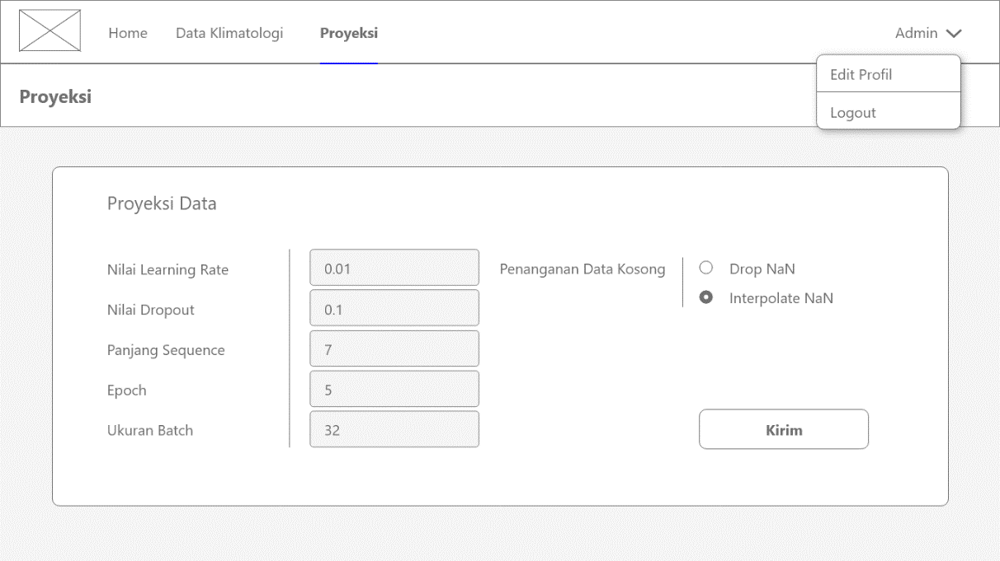 Home
Data Klimatologi
Proyeksi
Admin
Edit Profil
Logout
Proyeksi
Proyeksi Data
Nilai Learning Rate
0.01
Nilai Dropout
0.1
Panjang Sequence
7
Epoch
5
Ukuran Batch
32
Penanganan Data Kosong
Drop NaN
Interpolate NaN
Kirim